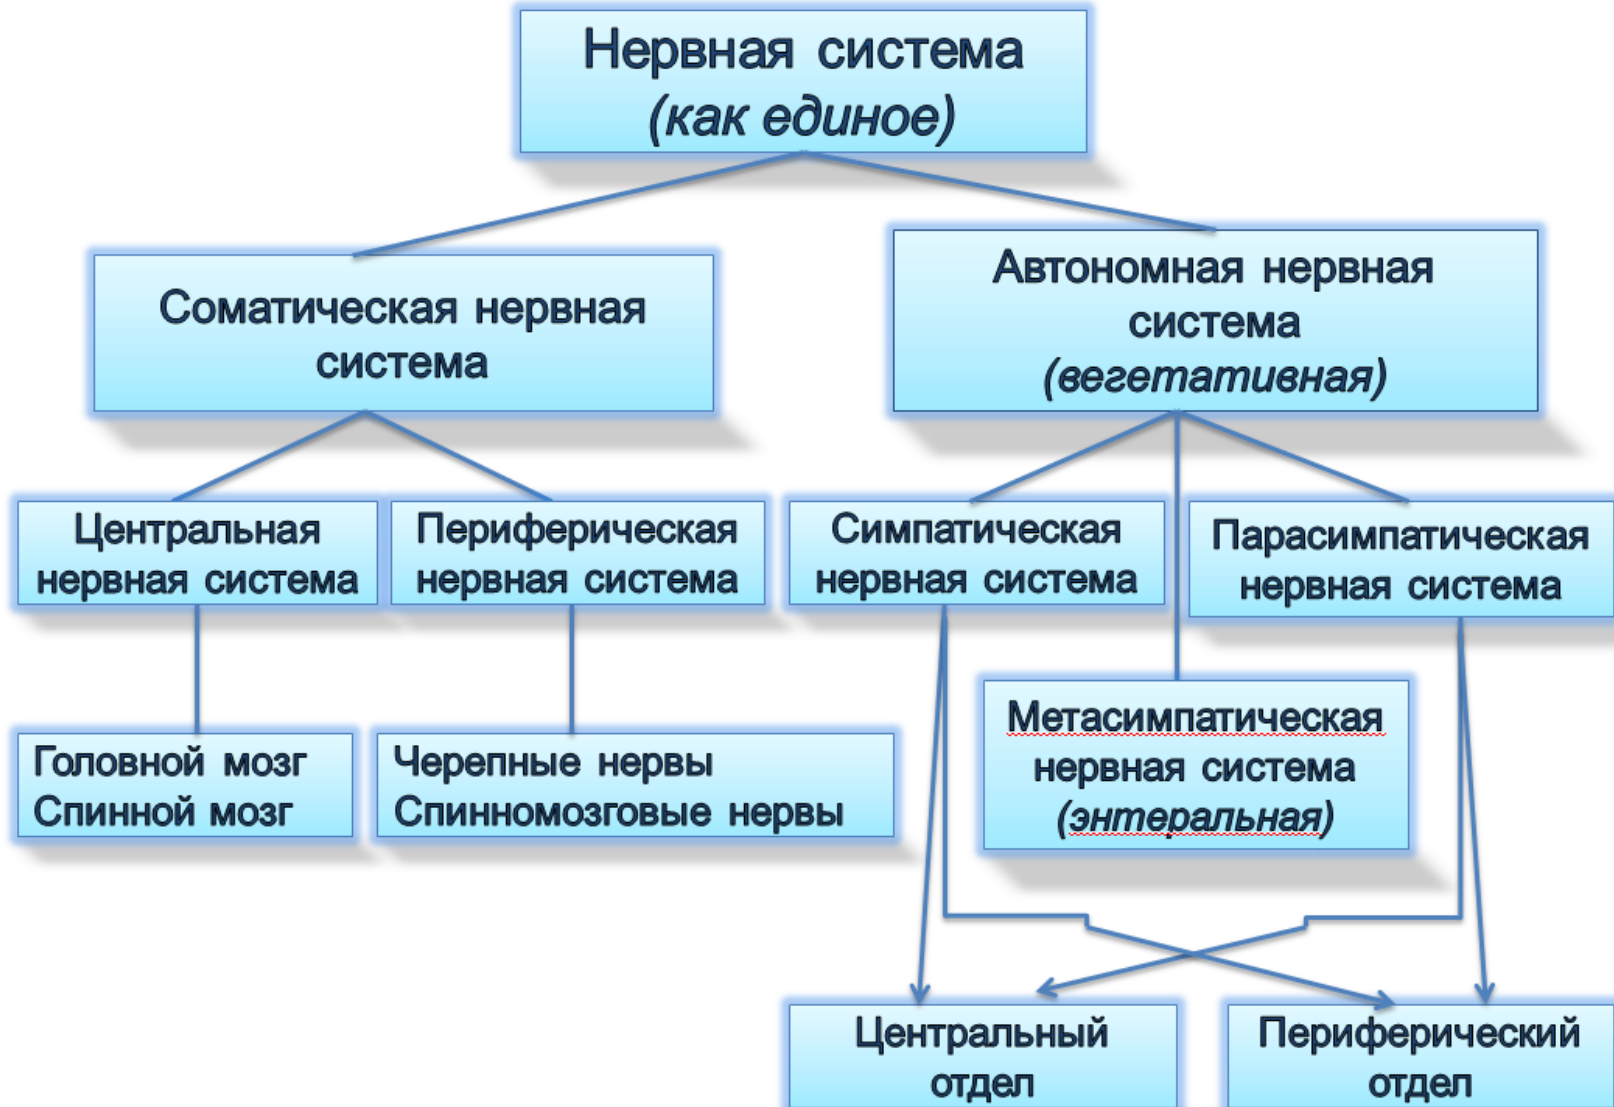 Нервная система
(как единое)
Соматическая нервная
система
Автономная нервная
система
(вегетативная)
Центральная
нервная система
Периферическая
нервная система
Симпатическая
нервная система
Парасимпатическая
нервная система
Головной мозг
Спинной мозг
Черепные нервы
Спинномозговые нервы
Метасимпатическая
нервная система
(энтеральная)
Центральный
отдел
Периферический
отдел